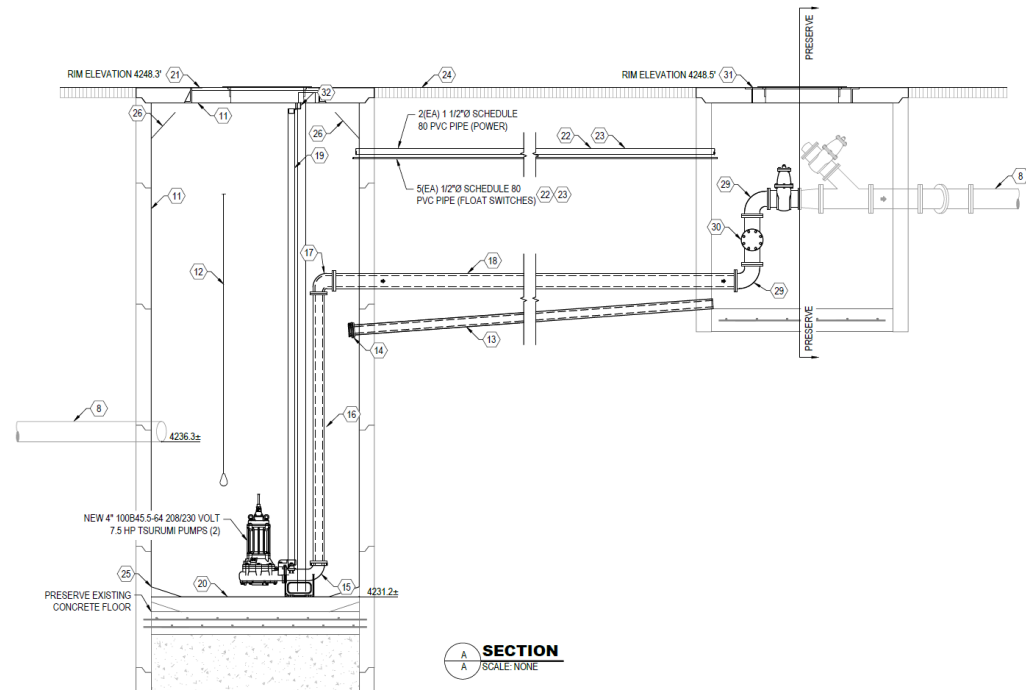 PRESERVE
RIM ELEVATION 4248.3'
21
24
RIM ELEVATION 4248.5'
31
32
11
26
26
2(EA) 1 1/2"Ø SCHEDULE
80 PVC PIPE (POWER)
22
23
19
5(EA) 1/2"Ø SCHEDULE 80
PVC PIPE (FLOAT SWITCHES)
22
23
29
8
11
30
17
18
12
29
13
14
PRESERVE
8
16
4236.3±
NEW 4" 100B45.5-64 208/230 VOLT
7.5 HP TSURUMI PUMPS (2)
25
20
15
4231.2±
PRESERVE EXISTING
CONCRETE FLOOR
A
A
SECTION
SCALE: NONE